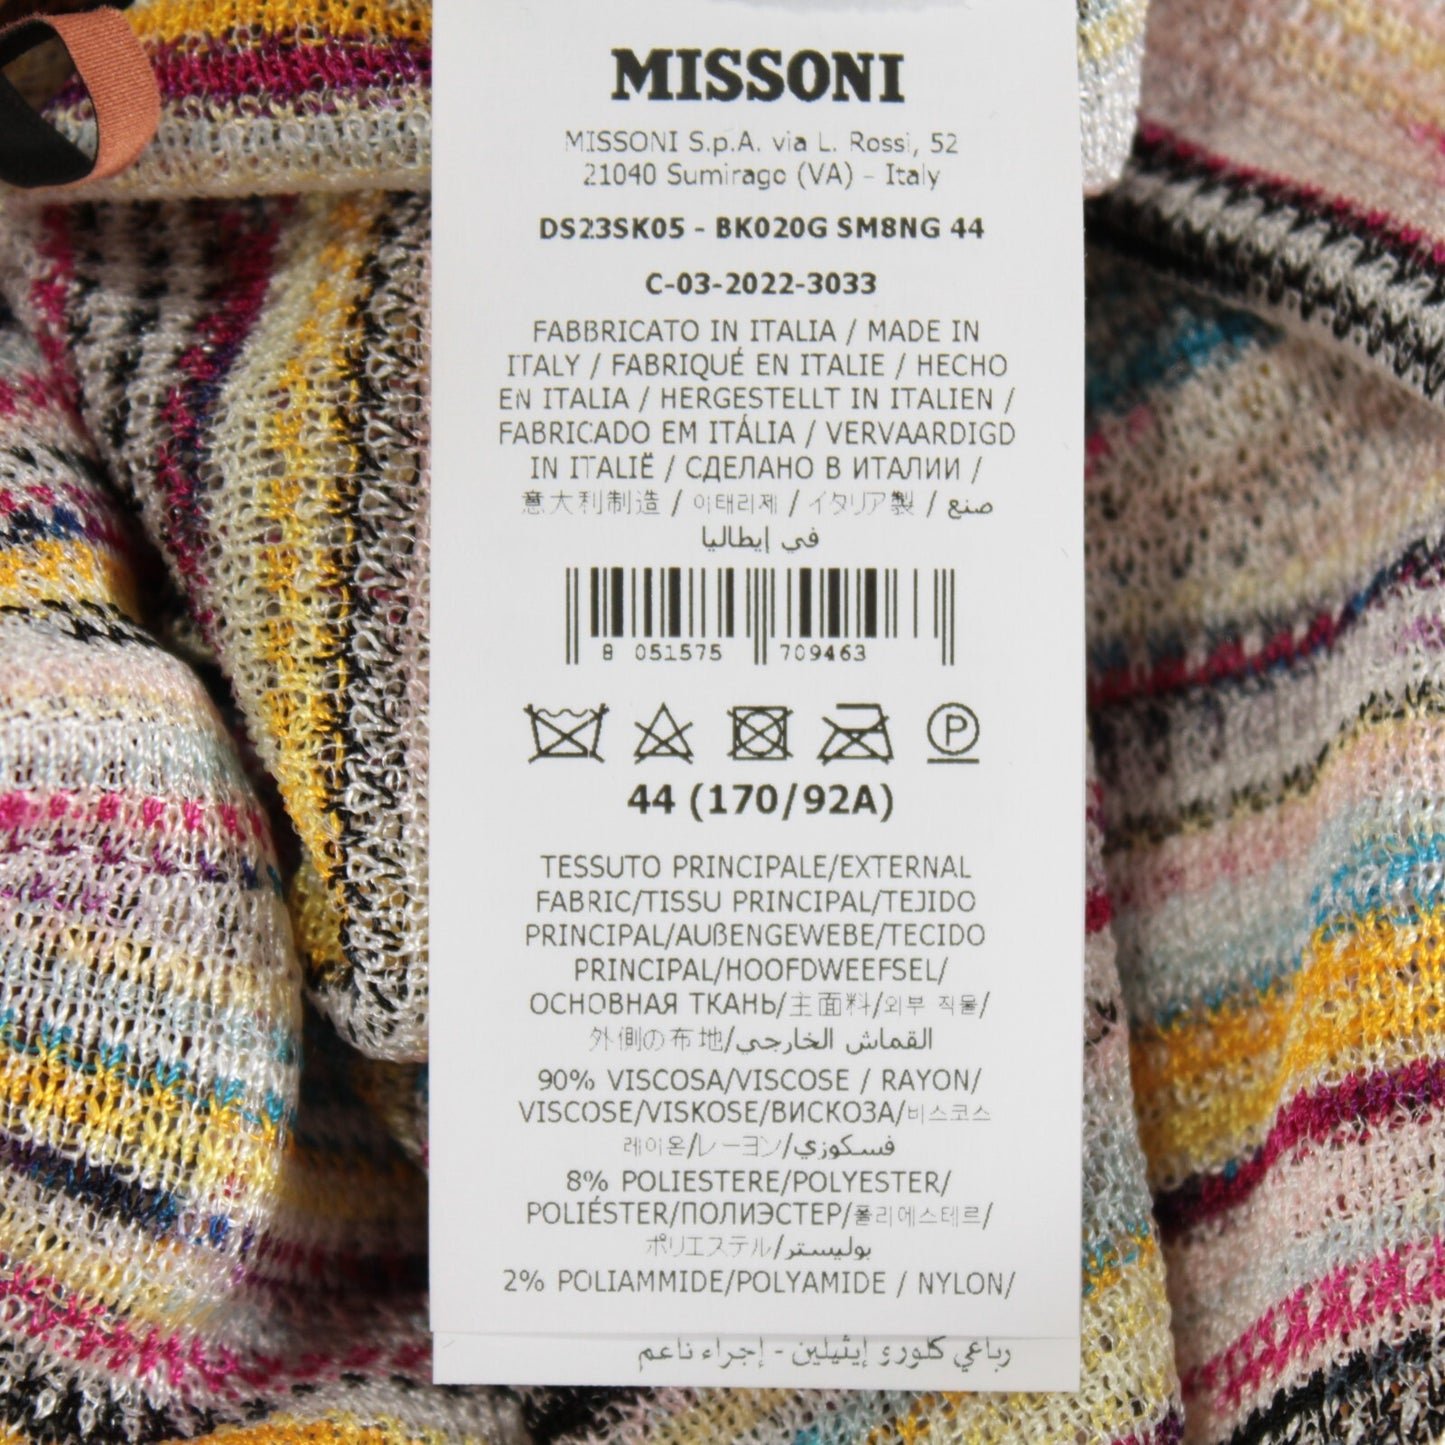 MISSONI
MISSONI S.p.A. via L. Rossi, 52
21040 Sumirago (VA) - Italy
DS23SK05 - BK020G SM8NG 44
C-03-2022-3033
FABBRICATO IN ITALIA / MADE IN
ITALY / FABRIQUÉ EN ITALIE / HECHO
EN ITALIA / HERGESTELLT IN ITALIEN /
FABRICADO EM ITÁLIA / VERVAARDIGD
IN ITALIË / СДЕЛАНО В ИТАЛИИ /
意大利制造 / 이태리제 / イタリア製 / صنع
في إيطاليا
8 051575 709463
P
44 (170/92A)
TESSUTO PRINCIPALE/EXTERNAL
FABRIC/TISSU PRINCIPAL/TEJIDO
PRINCIPAL/AUßENGEWEBE/TECIDO
PRINCIPAL/HOOFDWEEFSEL/
ОСНОВНАЯ ТКАНЬ/主面料/외부 직물/
外側の布地/القماش الخارجي
90% VISCOSA/VISCOSE / RAYON/
VISCOSE/VISKOSE/ВИСКОЗА/비스코스
레이온/レーヨン/فسكوزي
8% POLIESTERE/POLYESTER/
POLIÉSTER/ПОЛИЭСТЕР/폴리에스테르/
ポリエステル/بوليستر
2% POLIAMMIDE/POLYAMIDE / NYLON/
رباعي كلورو إيثيلين - إجراء ناعم